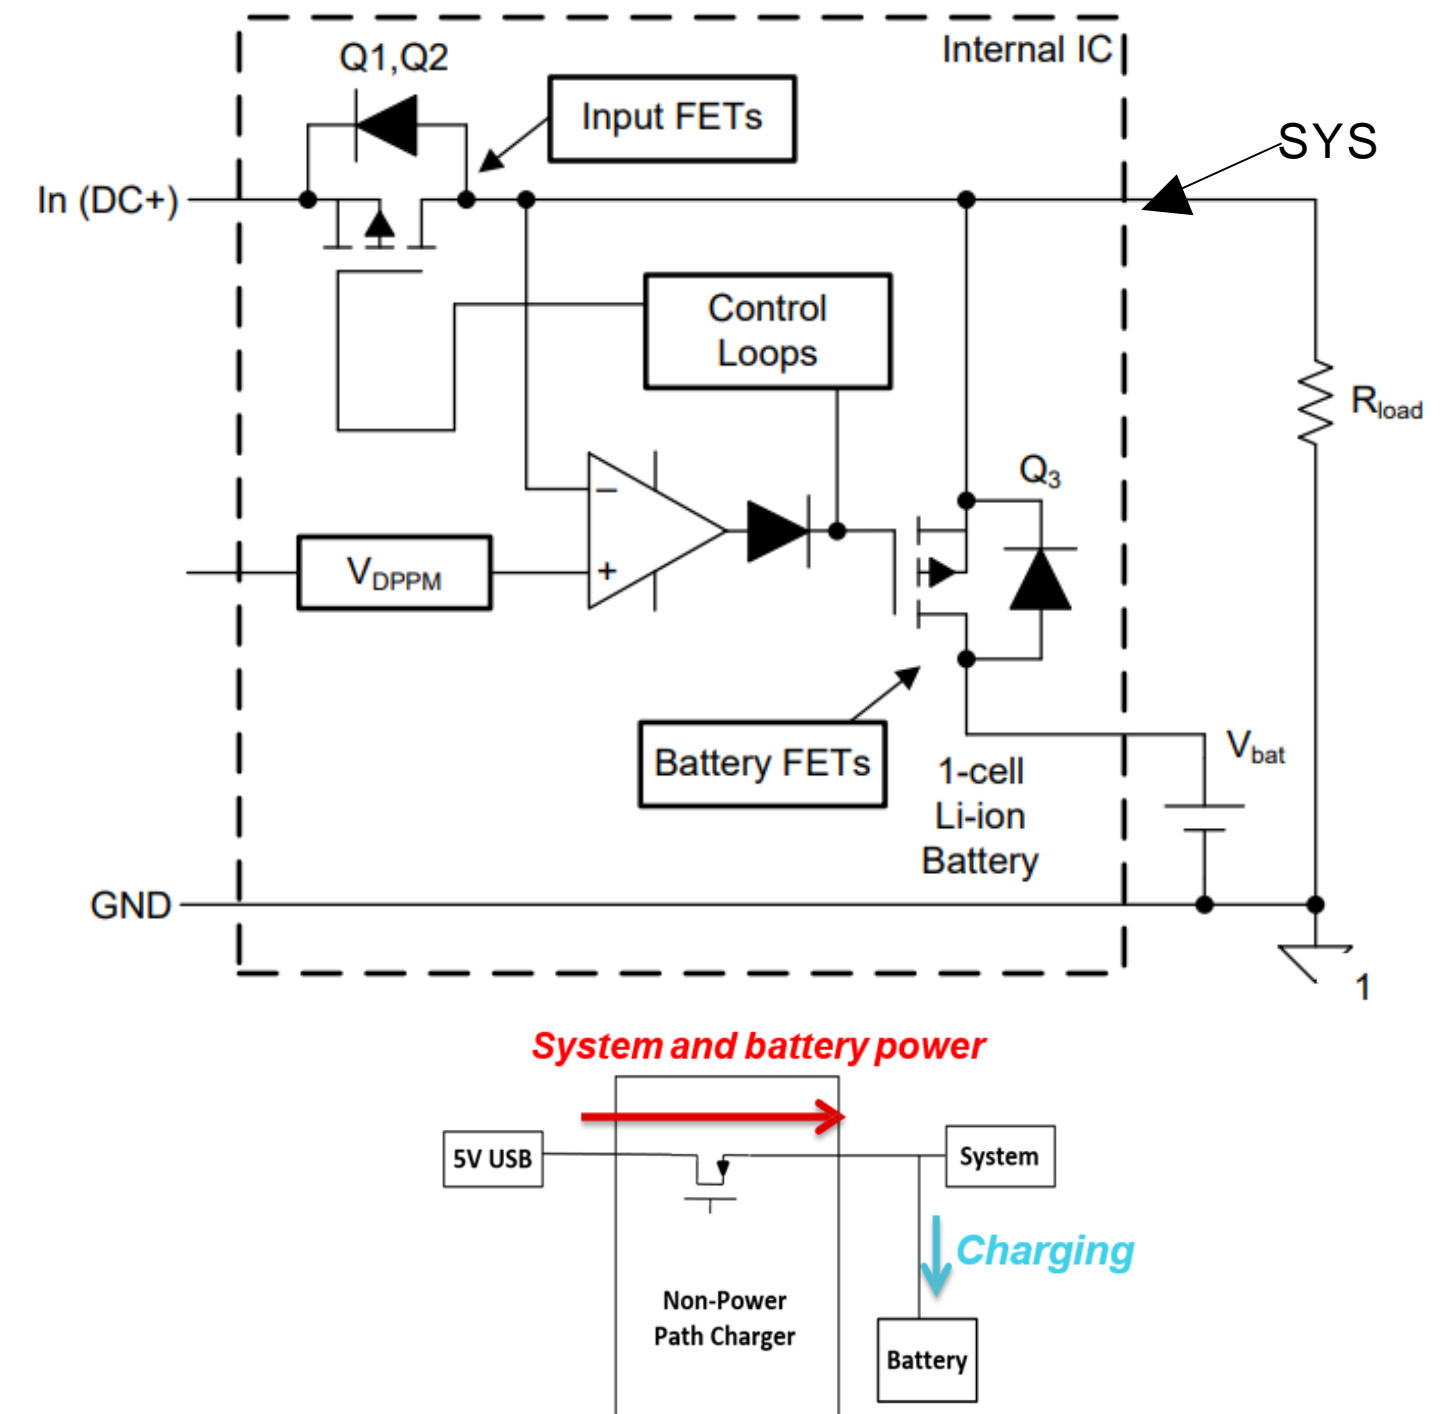 Internal IC
Q1,Q2
Input FETs
SYS
In (DC+)
Control
Loops
Rload
Q3
−
+
VDPPM
Battery FETs
Vbat
1-cell
Li-ion
Battery
GND
1
System and battery power
5V USB
System
Charging
Non-Power
Path Charger
Battery